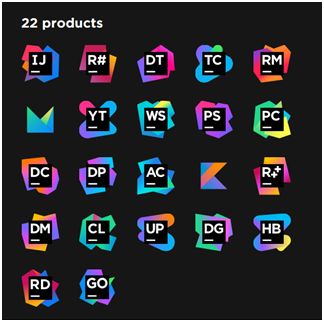 22 products
IJ R# DT TC RM
YT WS PS PC
DC DP AC R++
DM CL UP DG HB
RD GO